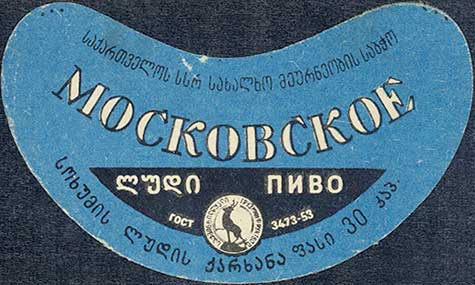 საქართველოს სსრ სახალხო მეურნეობის საბჭო
МОСКОВСКОЕ
ლუდი ПИВО
ГОСТ 3473-53
სოხუმის ლუდის ქარხანა ფასი 30 კაპ.